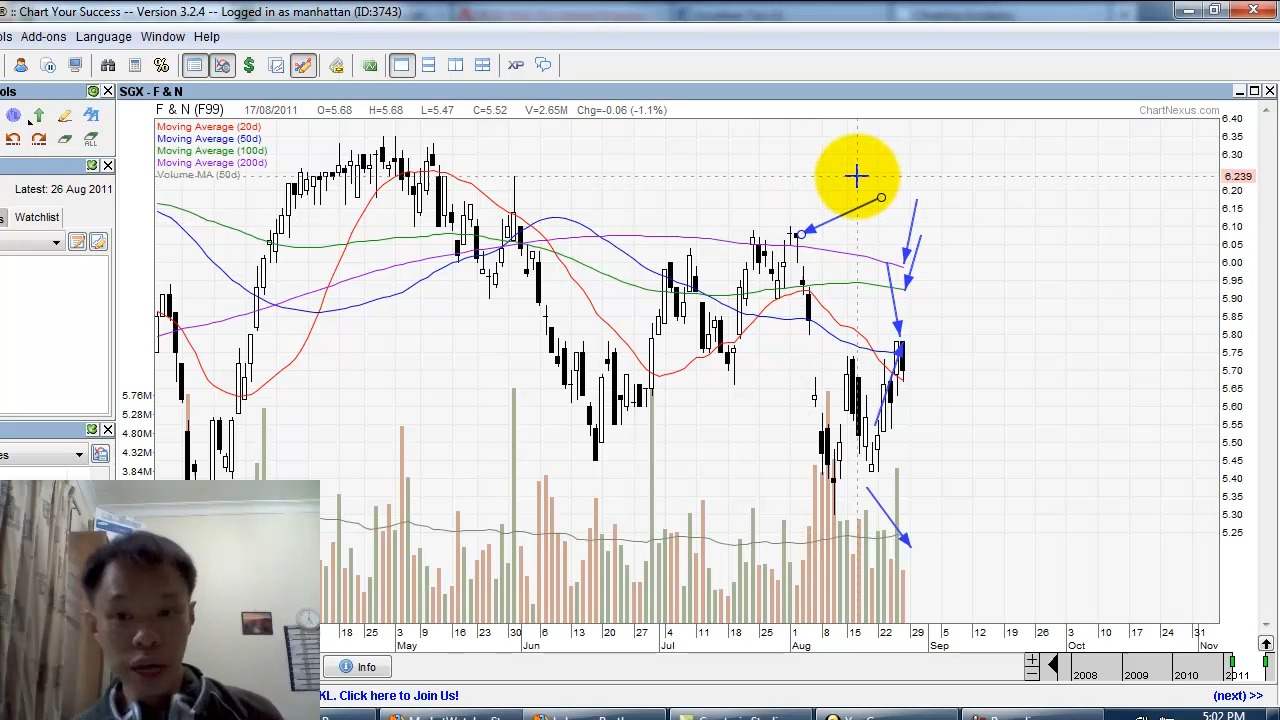 :: Chart Your Success -- Version 3.2.4 -- Logged in as manhattan (ID:3743)
ols Add-ons Language Window Help
XP
ols
SGX - F & N
F & N (F99) 17/08/2011 O=5.68 H=5.68 L=5.47 C=5.52 V=2.65M Chg=-0.06 (-1.1%)
ChartNexus.com
Moving Average (20d)
Moving Average (50d)
Moving Average (100d)
Moving Average (200d)
Volume MA (50d)
ALL
Latest: 26 Aug 2011
s Watchlist
es
6.40
6.35
6.30
6.239
6.20
6.15
6.10
6.05
6.00
5.95
5.90
5.85
5.80
5.75
5.70
5.65
5.60
5.55
5.50
5.45
5.40
5.35
5.30
5.25
5.76M
5.28M
4.80M
4.32M
3.84M
18 25 3 9 16 23 30 6 13 20 27 4 11 18 25 1 8 15 22 29 5 12 19 26 3 10 17 24 31
May Jun Jul Aug Sep Oct Nov
Info
2008 2009 2010 2011
KL. Click here to Join Us!
(next) >>
5:02 PM